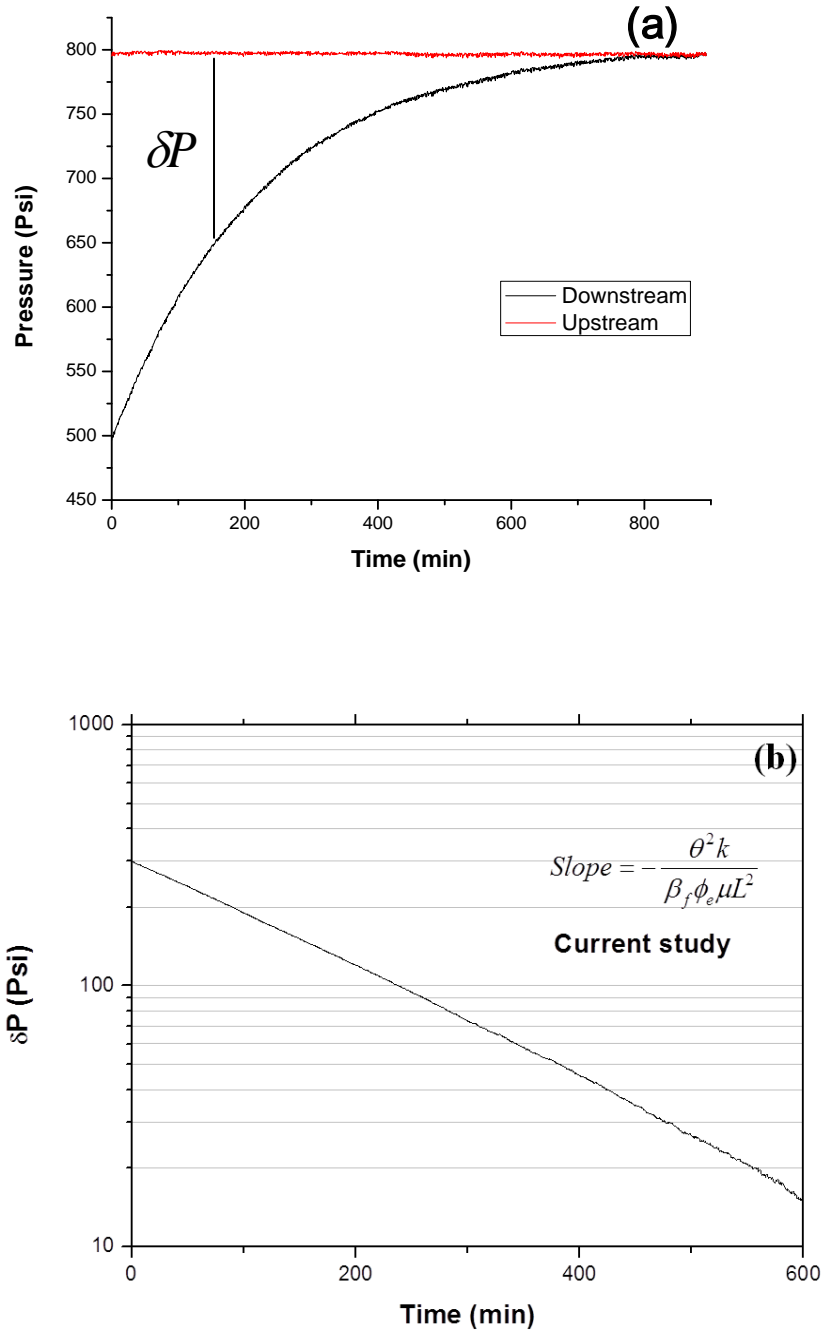 (a)
800
750
700
650
600
550
500
450
Pressure (Psi)
δP
Downstream
Upstream
0 200 400 600 800
Time (min)
1000
100
10
δP (Psi)
(b)
Slope = - θ²k / β_f ϕ_e μL²
Current study
0 200 400 600
Time (min)